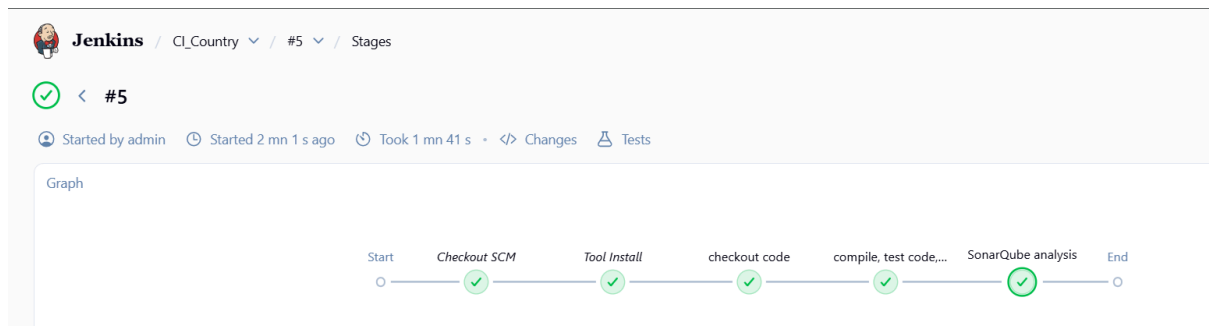 Jenkins / CI_Country / #5 / Stages
#5
Started by admin Started 2 mn 1 s ago Took 1 mn 41 s • </> Changes Tests
Graph
Start Checkout SCM Tool Install checkout code compile, test code,... SonarQube analysis End